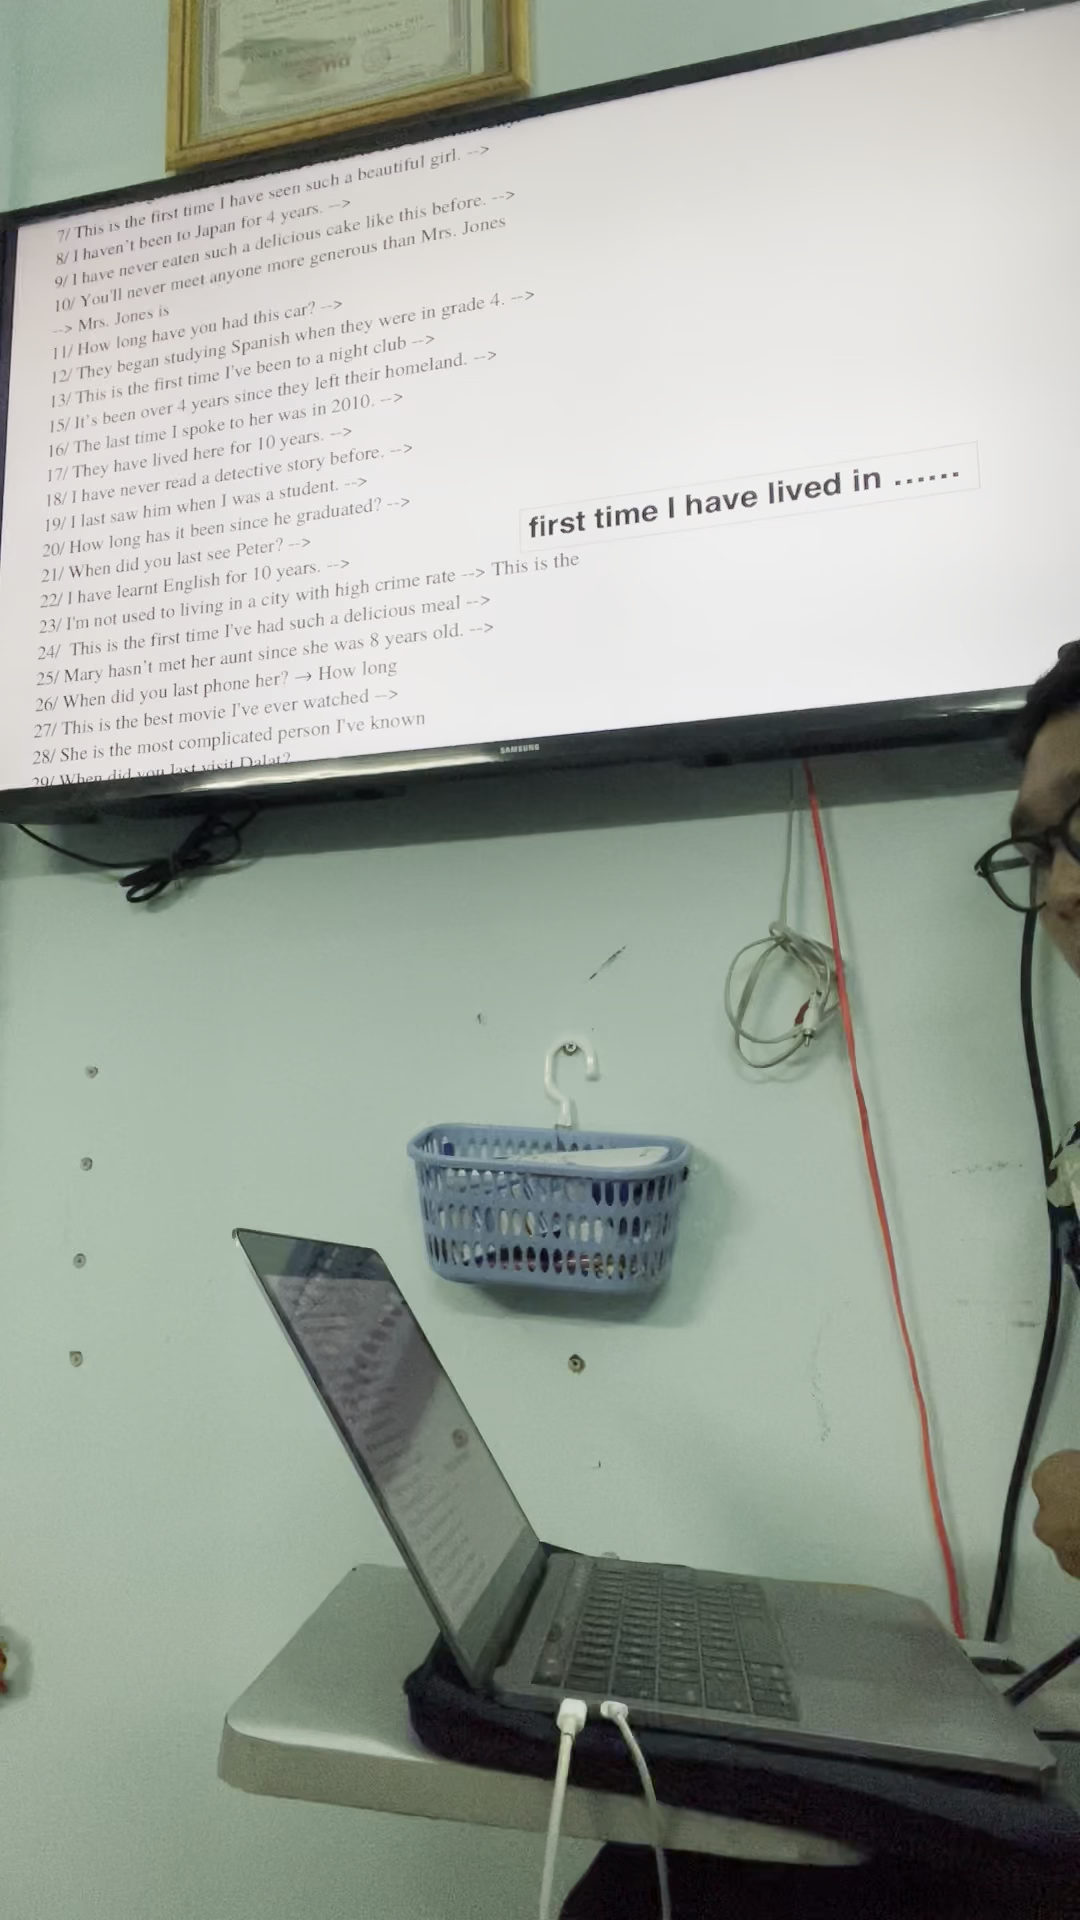 7/ This is the first time I have seen such a beautiful girl. -->
8/ I haven't been to Japan for 4 years. -->
9/ I have never eaten such a delicious cake like this before. -->
10/ You'll never meet anyone more generous than Mrs. Jones
--> Mrs. Jones is
11/ How long have you had this car? -->
12/ They began studying Spanish when they were in grade 4. -->
13/ This is the first time I've been to a night club -->
15/ It's been over 4 years since they left their homeland. -->
16/ The last time I spoke to her was in 2010. -->
17/ They have lived here for 10 years. -->
18/ I have never read a detective story before. -->
19/ I last saw him when I was a student. -->
20/ How long has it been since he graduated? -->
21/ When did you last see Peter? -->
22/ I have learnt English for 10 years. -->
23/ I'm not used to living in a city with high crime rate --> This is the
first time I have lived in ......
24/ This is the first time I've had such a delicious meal -->
25/ Mary hasn't met her aunt since she was 8 years old. -->
26/ When did you last phone her? → How long
27/ This is the best movie I've ever watched -->
28/ She is the most complicated person I've known
29/ When did you last visit Dalat?
SAMSUNG